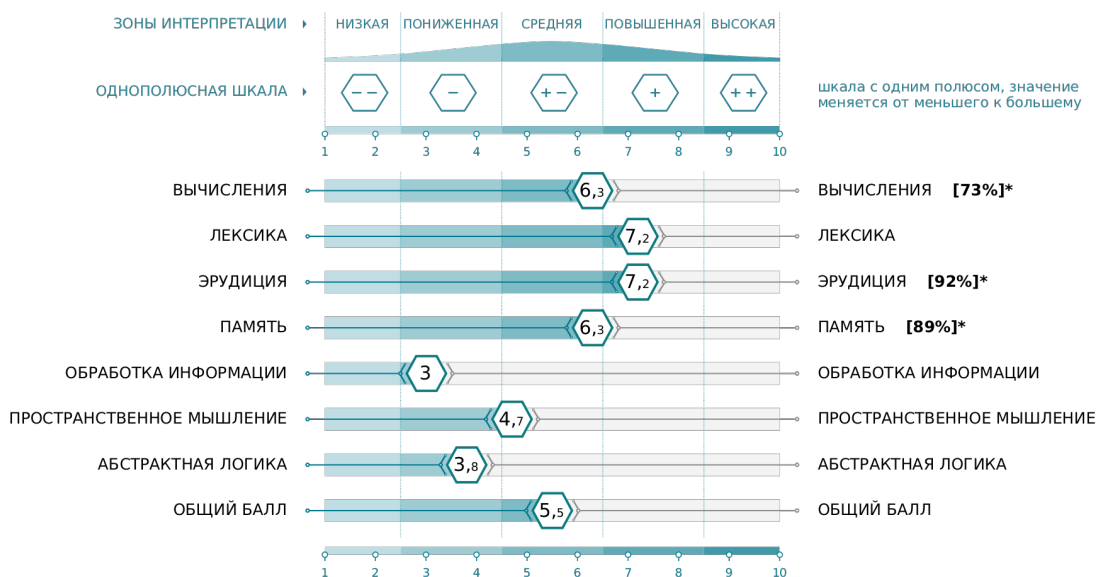 ЗОНЫ ИНТЕРПРЕТАЦИИ НИЗКАЯ ПОНИЖЕННАЯ СРЕДНЯЯ ПОВЫШЕННАЯ ВЫСОКАЯ
ОДНОПОЛЮСНАЯ ШКАЛА − − − + − + + + шкала с одним полюсом, значение
меняется от меньшего к большему
1 2 3 4 5 6 7 8 9 10
ВЫЧИСЛЕНИЯ 6,3 ВЫЧИСЛЕНИЯ [73%]*
ЛЕКСИКА 7,2 ЛЕКСИКА
ЭРУДИЦИЯ 7,2 ЭРУДИЦИЯ [92%]*
ПАМЯТЬ 6,3 ПАМЯТЬ [89%]*
ОБРАБОТКА ИНФОРМАЦИИ 3 ОБРАБОТКА ИНФОРМАЦИИ
ПРОСТРАНСТВЕННОЕ МЫШЛЕНИЕ 4,7 ПРОСТРАНСТВЕННОЕ МЫШЛЕНИЕ
АБСТРАКТНАЯ ЛОГИКА 3,8 АБСТРАКТНАЯ ЛОГИКА
ОБЩИЙ БАЛЛ 5,5 ОБЩИЙ БАЛЛ
1 2 3 4 5 6 7 8 9 10